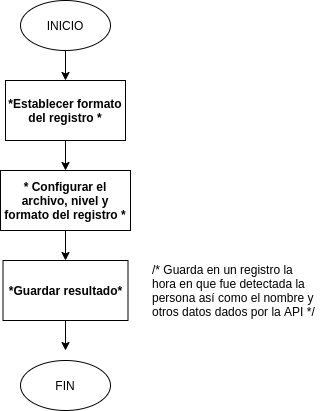 INICIO
*Establecer formato
del registro *
* Configurar el
archivo, nivel y
formato del registro *
*Guardar resultado*
/* Guarda en un registro la
hora en que fue detectada la
persona así como el nombre y
otros datos dados por la API */
FIN